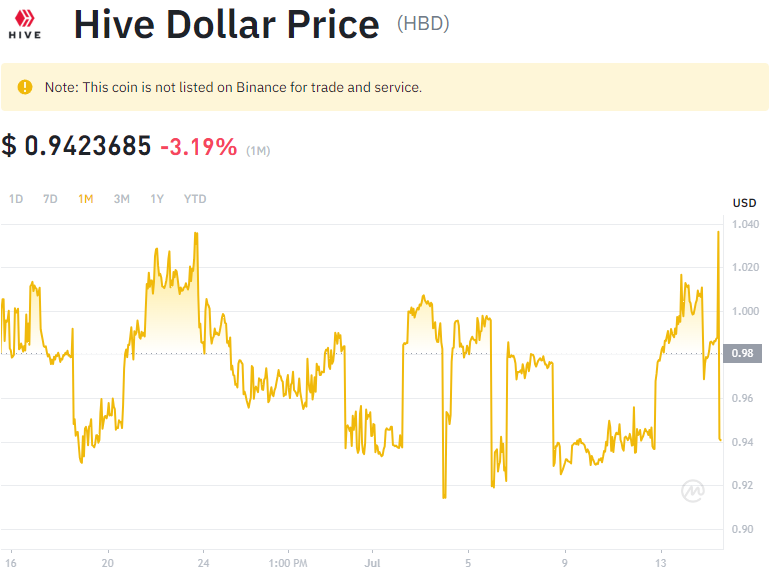 HIVE
Hive Dollar Price (HBD)
Note: This coin is not listed on Binance for trade and service.
$ 0.9423685 -3.19% (1M)
1D 7D 1M 3M 1Y YTD
USD
1.040
1.020
1.000
0.98
0.96
0.94
0.92
0.90
16 20 24 1:00 PM Jul 5 9 13